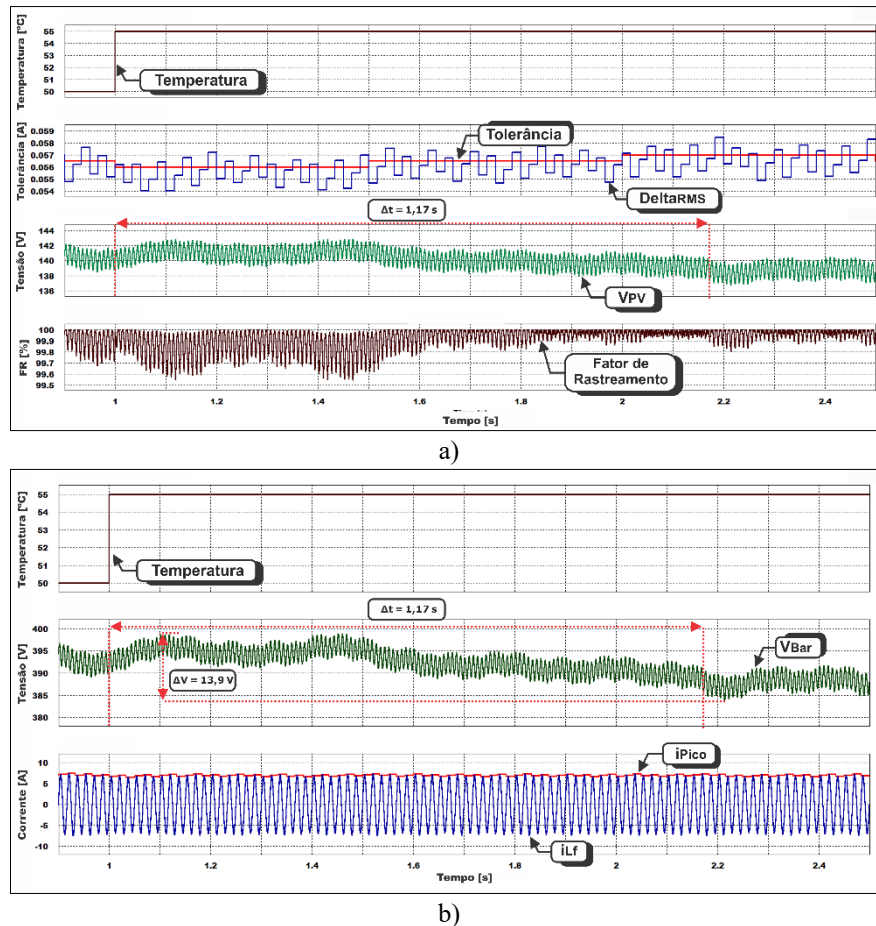 Temperatura [ºC]
55
54
53
52
51
50
Temperatura
Tolerância [A]
0.059
0.058
0.057
0.056
0.055
0.054
Tolerância
DeltaRMS
Δt = 1,17 s
Tensão [V]
144
142
140
138
136
VPV
FR [%]
100
99.9
99.8
99.7
99.6
99.5
Fator de
Rastreamento
1 1.2 1.4 1.6 1.8 2 2.2 2.4
Tempo [s]
a)
Temperatura [ºC]
55
54
53
52
51
50
Temperatura
Δt = 1,17 s
Tensão [V]
400
395
390
385
380
ΔV = 13,9 V
VBar
Corrente [A]
10
5
0
-5
-10
iPico
iLf
1 1.2 1.4 1.6 1.8 2 2.2 2.4
Tempo [s]
b)